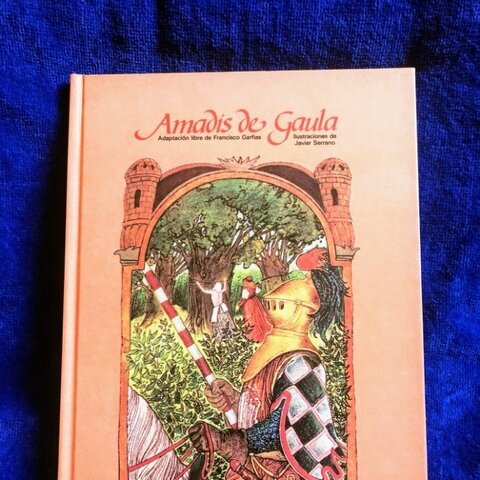 Amadís de Gaula
Adaptación libre de Francisco Garfias
Ilustraciones de
Javier Serrano